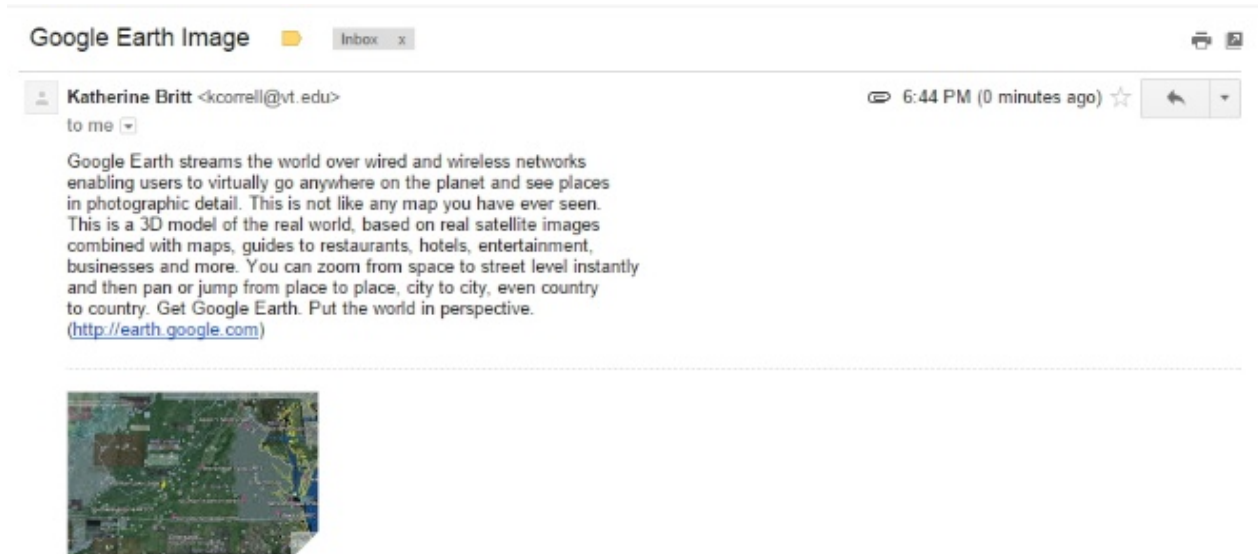 Google Earth Image Inbox x
Katherine Britt <kcorrell@vt.edu> 6:44 PM (0 minutes ago)
to me
Google Earth streams the world over wired and wireless networks
enabling users to virtually go anywhere on the planet and see places
in photographic detail. This is not like any map you have ever seen.
This is a 3D model of the real world, based on real satellite images
combined with maps, guides to restaurants, hotels, entertainment,
businesses and more. You can zoom from space to street level instantly
and then pan or jump from place to place, city to city, even country
to country. Get Google Earth. Put the world in perspective.
(http://earth.google.com)